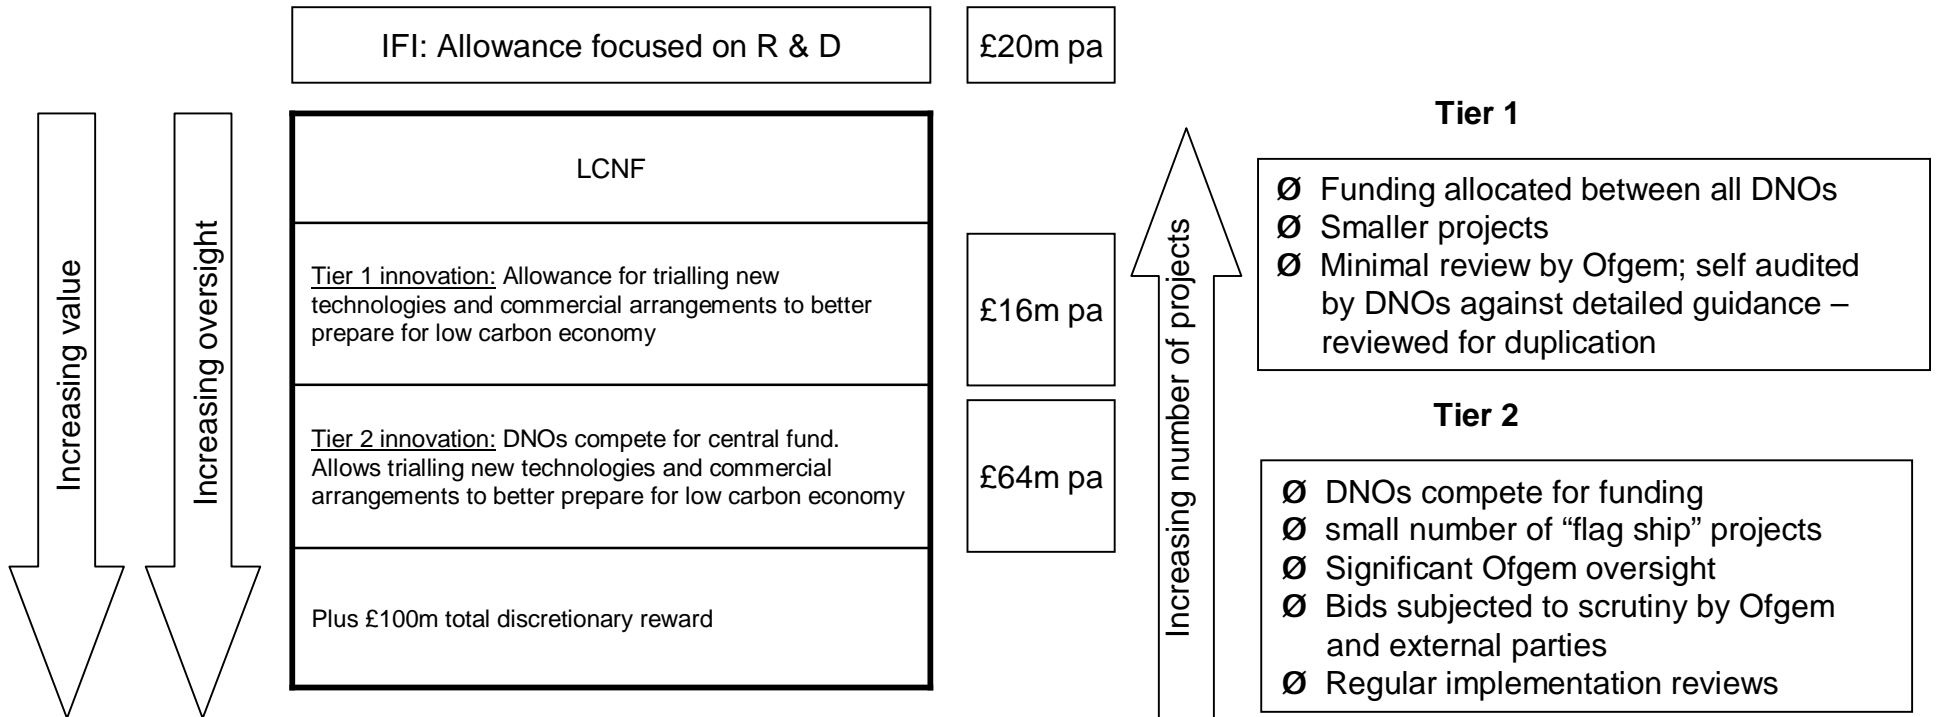 IFI: Allowance focused on R & D
£20m pa
Increasing value
Increasing oversight
LCNF
Tier 1 innovation: Allowance for trialling new
technologies and commercial arrangements to better
prepare for low carbon economy
£16m pa
Tier 2 innovation: DNOs compete for central fund.
Allows trialling new technologies and commercial
arrangements to better prepare for low carbon economy
£64m pa
Plus £100m total discretionary reward
Increasing number of projects
Tier 1
Ø Funding allocated between all DNOs
Ø Smaller projects
Ø Minimal review by Ofgem; self audited
by DNOs against detailed guidance –
reviewed for duplication
Tier 2
Ø DNOs compete for funding
Ø small number of “flag ship” projects
Ø Significant Ofgem oversight
Ø Bids subjected to scrutiny by Ofgem
and external parties
Ø Regular implementation reviews